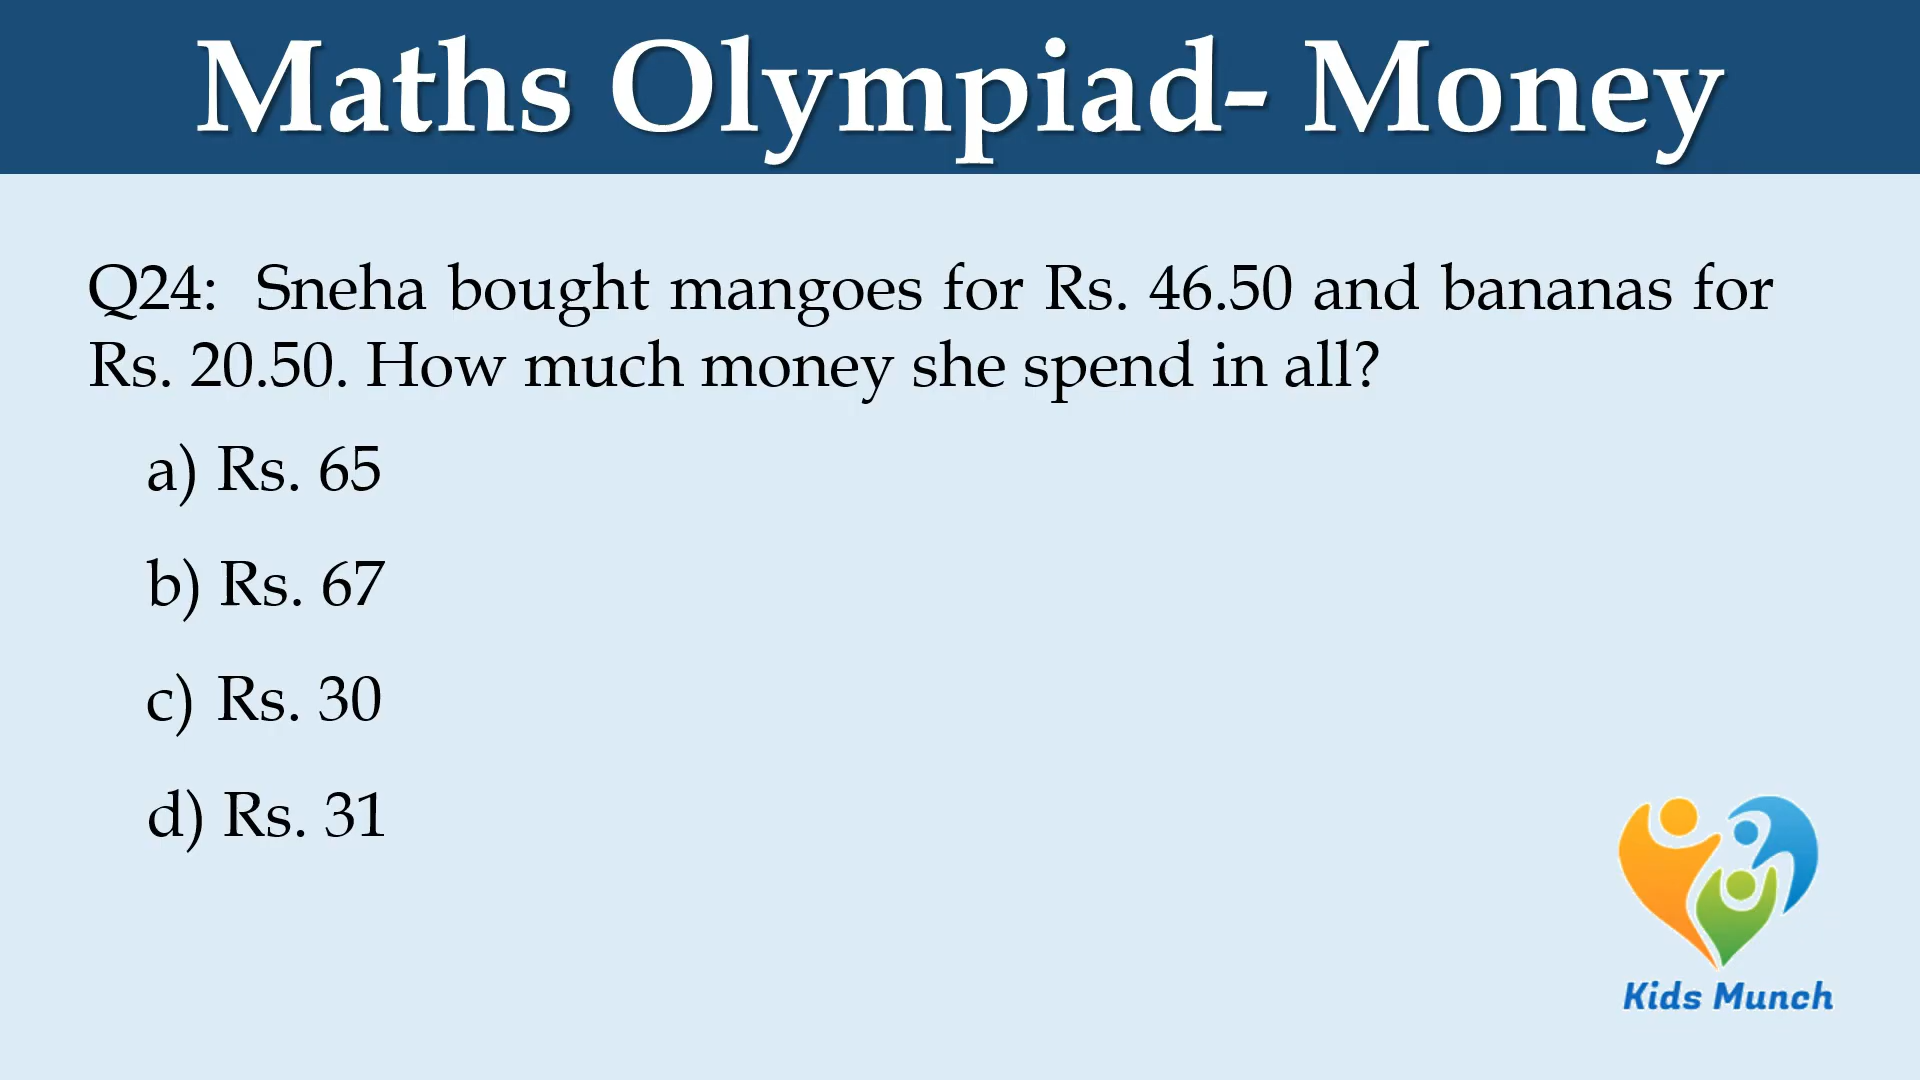 Maths Olympiad- Money
Q24: Sneha bought mangoes for Rs. 46.50 and bananas for
Rs. 20.50. How much money she spend in all?
a) Rs. 65
b) Rs. 67
c) Rs. 30
d) Rs. 31
Kids Munch